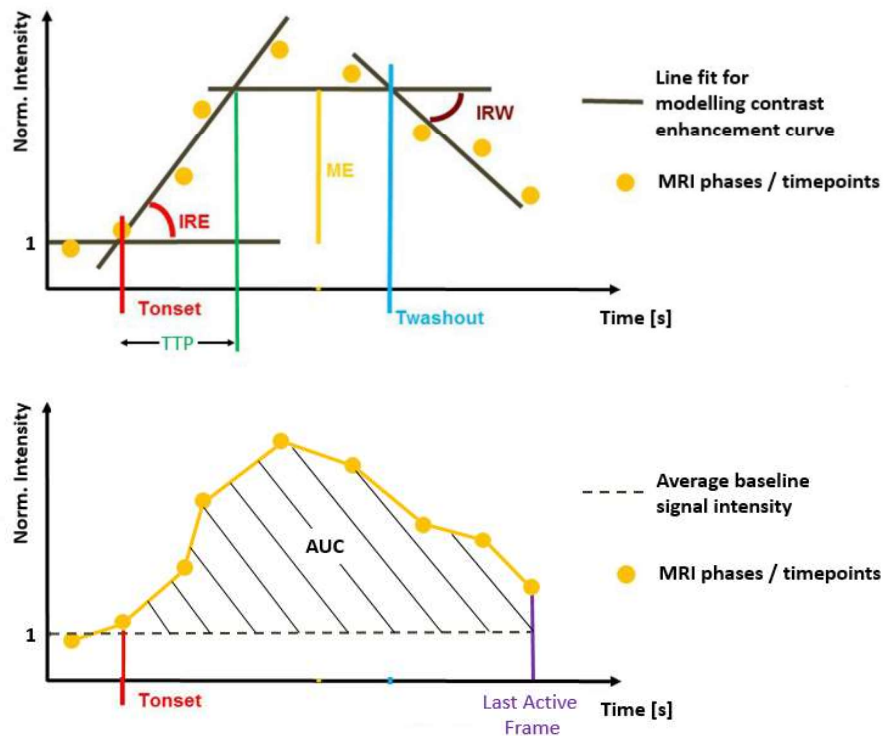 Norm. Intensity
1
IRE
ME
IRW
Tonset
TTP
Twashout
Time [s]
Line fit for
modelling contrast
enhancement curve
MRI phases / timepoints
Norm. Intensity
1
AUC
Tonset
Last Active
Frame
Time [s]
Average baseline
signal intensity
MRI phases / timepoints